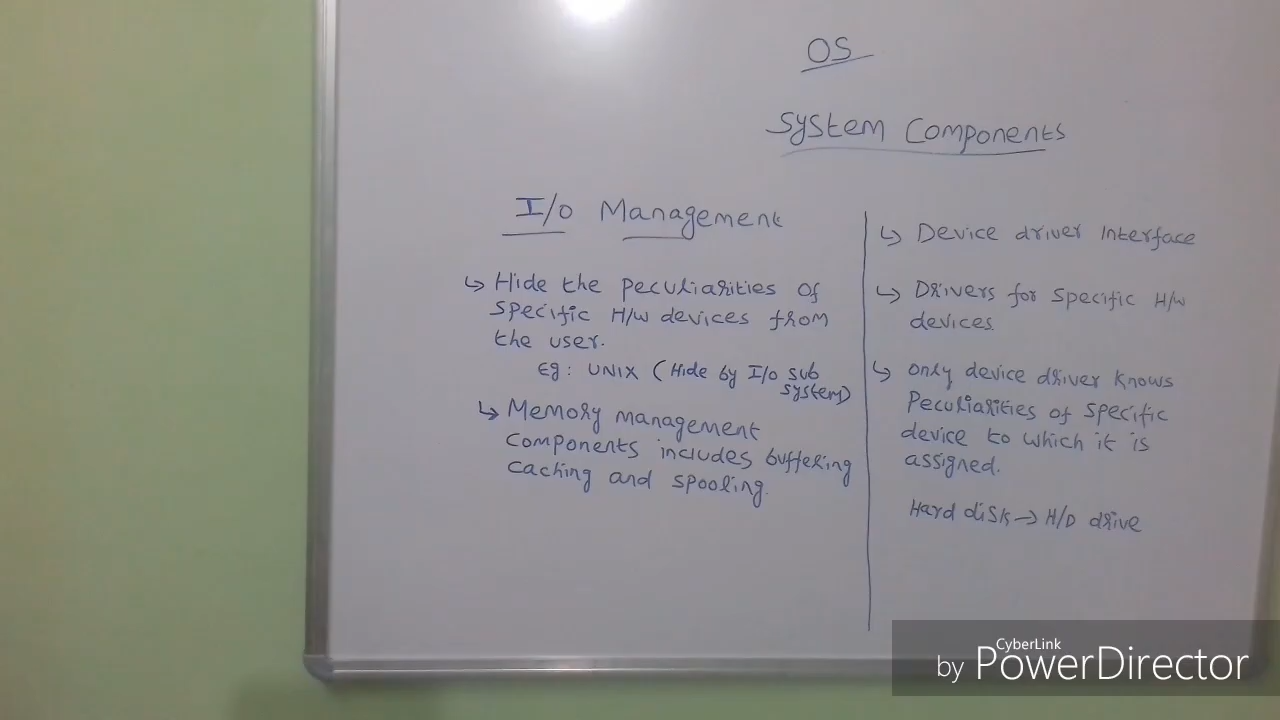 OS
System Components
I/O Management
↳ Hide the peculiarities of
specific H/W devices from
the user.
Eg: UNIX (Hide by I/O sub
system)
↳ Memory management
components includes buffering
caching and spooling.
↳ Device driver Interface
↳ Drivers for specific H/W
devices.
↳ only device driver knows
Peculiarities of specific
device to which it is
assigned.
Hard disk → H/D drive
CyberLink
by PowerDirector